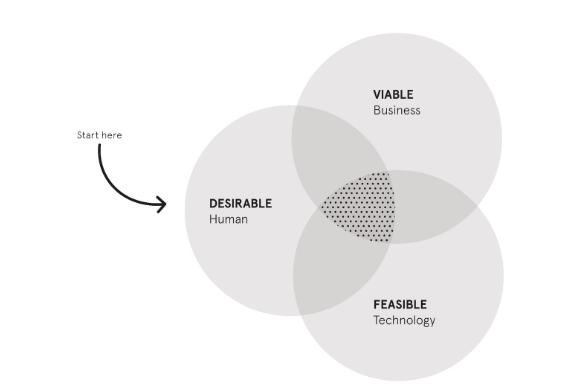 Start here
DESIRABLE
Human
VIABLE
Business
FEASIBLE
Technology